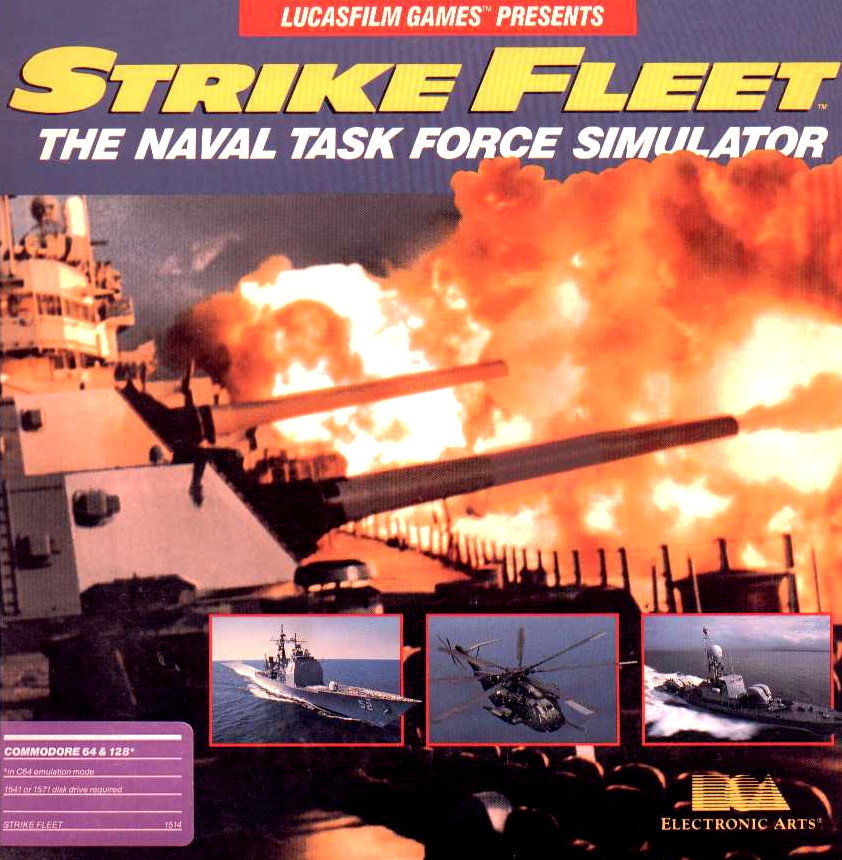 LUCASFILM GAMES™ PRESENTS
STRIKE FLEET™
THE NAVAL TASK FORCE SIMULATOR
52
COMMODORE 64 & 128*
*in C64 emulation mode
1541 or 1571 disk drive required
STRIKE FLEET 1514
ELECTRONIC ARTS®